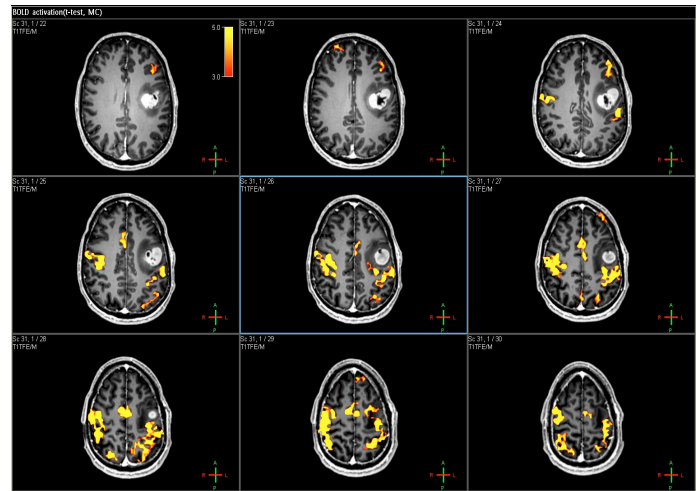 BOLD activation(t-test, MC)
Sc 31, 1 / 22
T1TFE/M
5.0
3.0
A
R L
P
Sc 31, 1 / 23
T1TFE/M
A
R L
P
Sc 31, 1 / 24
T1TFE/M
A
R L
P
Sc 31, 1 / 25
T1TFE/M
A
R L
P
Sc 31, 1 / 26
T1TFE/M
A
R L
P
Sc 31, 1 / 27
T1TFE/M
A
R L
P
Sc 31, 1 / 28
T1TFE/M
A
R L
P
Sc 31, 1 / 29
T1TFE/M
A
R L
P
Sc 31, 1 / 30
T1TFE/M
A
R L
P